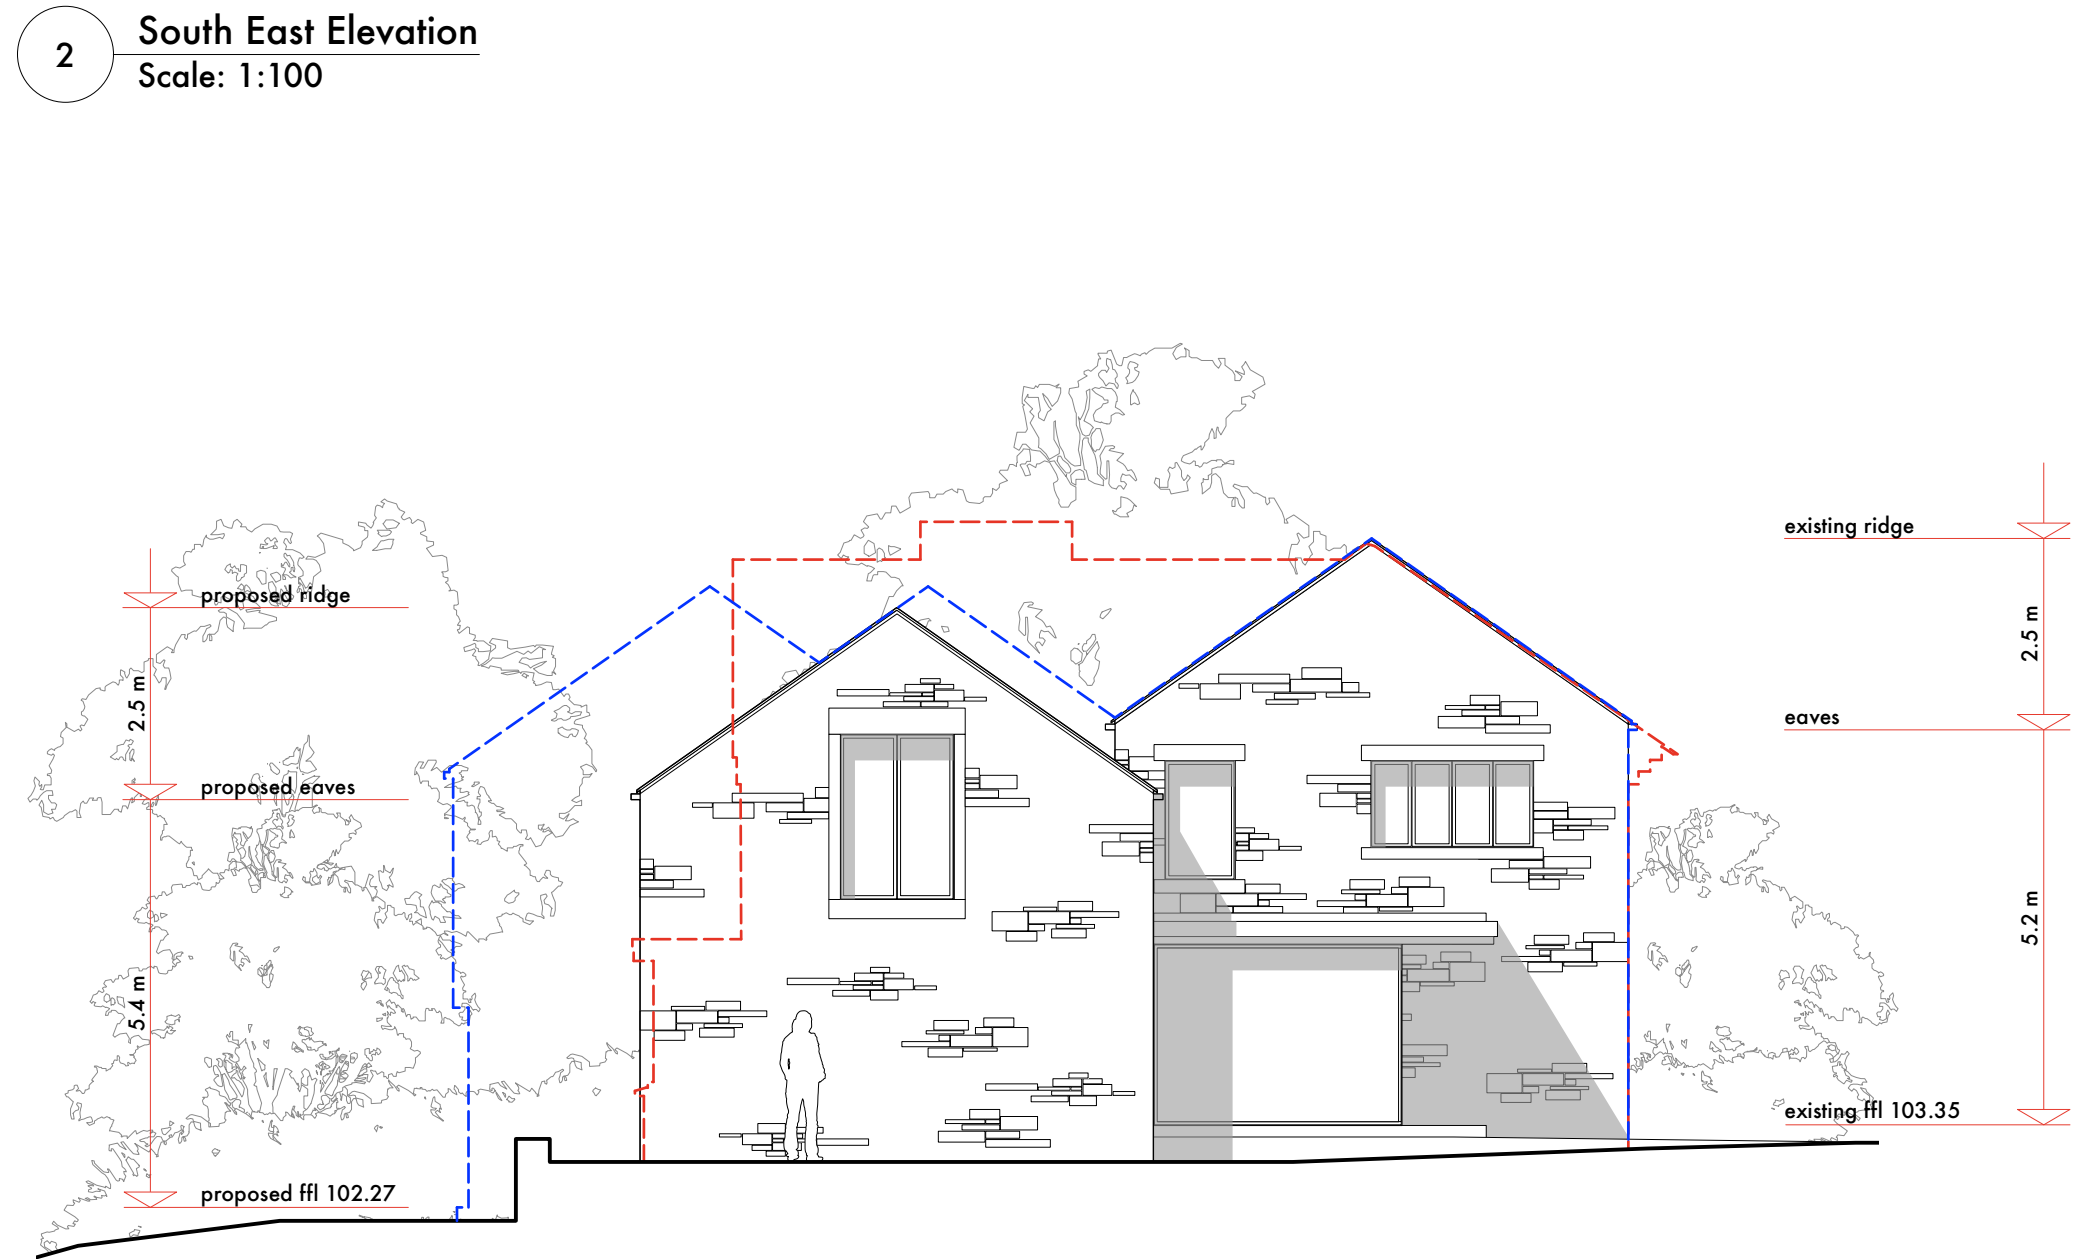 2
South East Elevation
Scale: 1:100
existing ridge
proposed ridge
2.5 m
2.5 m
eaves
proposed eaves
5.2 m
5.4 m
existing ffl 103.35
proposed ffl 102.27